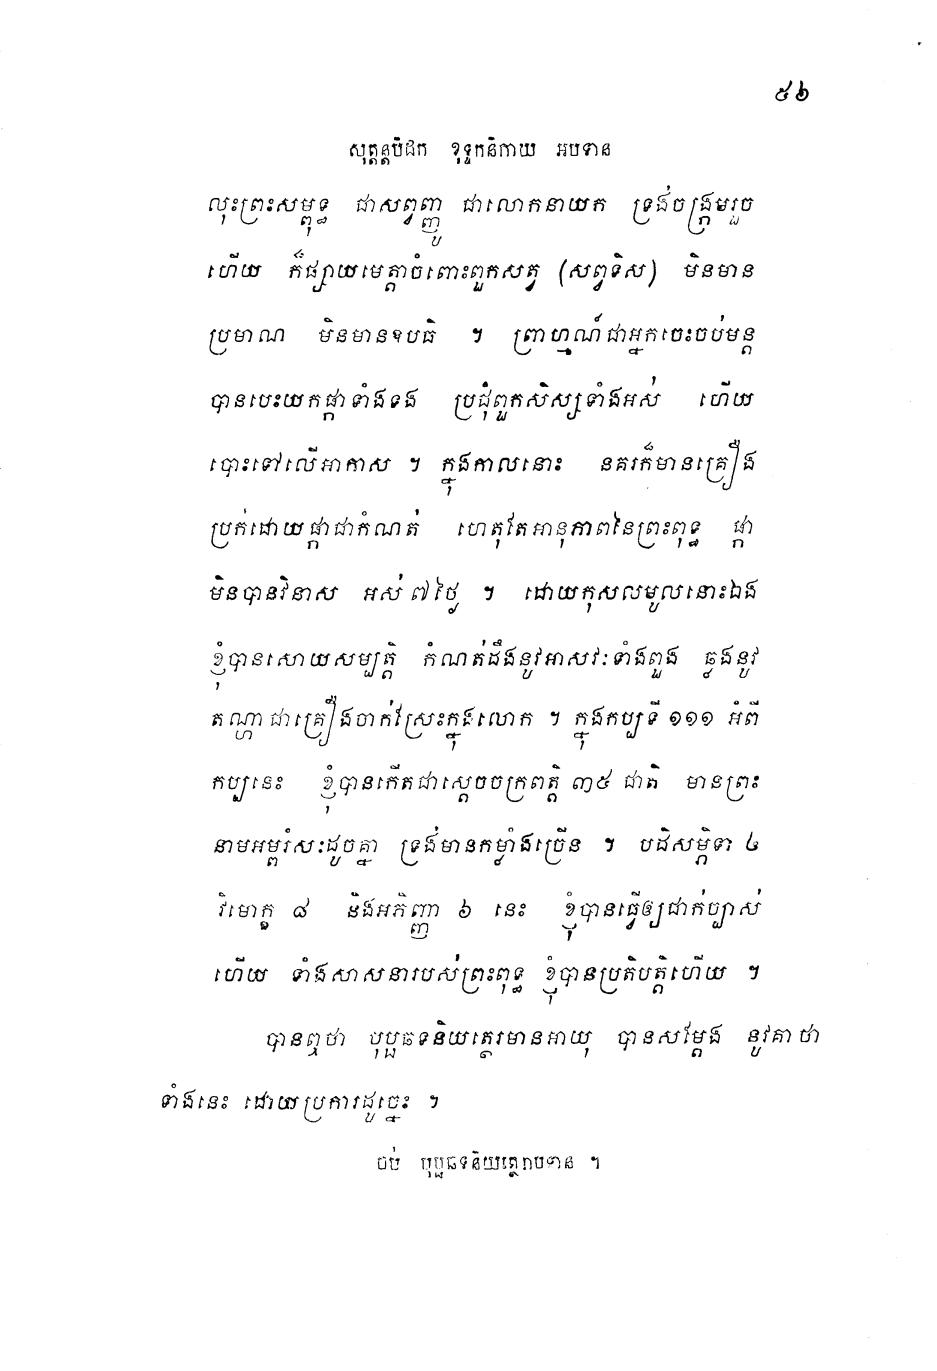 ៥៦
សុត្តន្តបិដក ខុទ្ទកនិកាយ អបទាន
លុះព្រះសម្ពុទ្ធ ជាសព្វញ្ញូ ជាលោកនាយក ទ្រង់ចង្ក្រមរួច
ហើយ ក៏ផ្សាយមេត្តាចំពោះពួកសត្វ (សព្វទិស) មិនមាន
ប្រមាណ មិនមានឧបធិ ។ ព្រាហ្មណ៍ជាអ្នកចេះចប់មន្ត
បានបេះយកផ្កាទាំងទង ប្រជុំពួកសិស្សទាំងអស់ ហើយ
បោះទៅលើអាកាស ។ ក្នុងកាលនោះ នគរក៏មានគ្រឿង
ប្រក់ដោយផ្កាជាកំណត់ ហេតុតែអានុភាពនៃព្រះពុទ្ធ ផ្កា
មិនបានវិនាស អស់ ៧ ថ្ងៃ ។ ដោយកុសលមូលនោះឯង
ខ្ញុំបានសោយសម្បត្តិ កំណត់ដឹងនូវអាសវៈទាំងពួង ឆ្លងនូវ
តណ្ហា ជាគ្រឿងចាក់ស្រែះក្នុងលោក ។ ក្នុងកប្បទី ១១១ អំពី
កប្បនេះ ខ្ញុំបានកើតជាស្តេចចក្រពត្តិ ៣៥ ជាតិ មានព្រះ
នាមអម្ពរំសៈដូចគ្នា ទ្រង់មានកម្លាំងច្រើន ។ បដិសម្ភិទា ៤
វិមោក្ខ ៨ និងអភិញ្ញា ៦ នេះ ខ្ញុំបានធ្វើឲ្យជាក់ច្បាស់
ហើយ ទាំងសាសនារបស់ព្រះពុទ្ធ ខ្ញុំបានប្រតិបត្តិហើយ ។
បានឮថា បុប្ផឆទនិយត្ថេរមានអាយុ បានសម្តែង នូវគាថា
ទាំងនេះ ដោយប្រការដូច្នេះ ។
ចប់ បុប្ផឆទនិយត្ថេរាបទាន ។